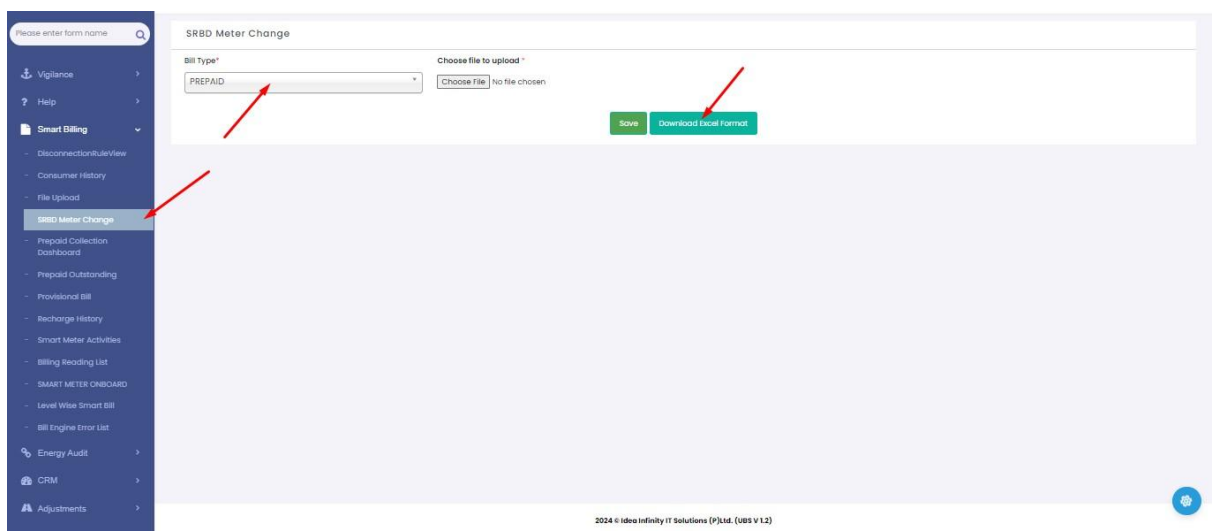 Please enter form name
Vigilance
Help
Smart Billing
DisconnectionRuleView
Consumer History
File Upload
SRBD Meter Change
Prepaid Collection
Dashboard
Prepaid Outstanding
Provisional Bill
Recharge History
Smart Meter Activities
Billing Reading List
SMART METER ONBOARD
Level Wise Smart Bill
Bill Engine Error List
Energy Audit
CRM
Adjustments
SRBD Meter Change
Bill Type*
Choose file to upload *
PREPAID
Choose File No file chosen
Save Download Excel Format
2024 © Idea Infinity IT Solutions (P)Ltd. (UBS V 1.2)